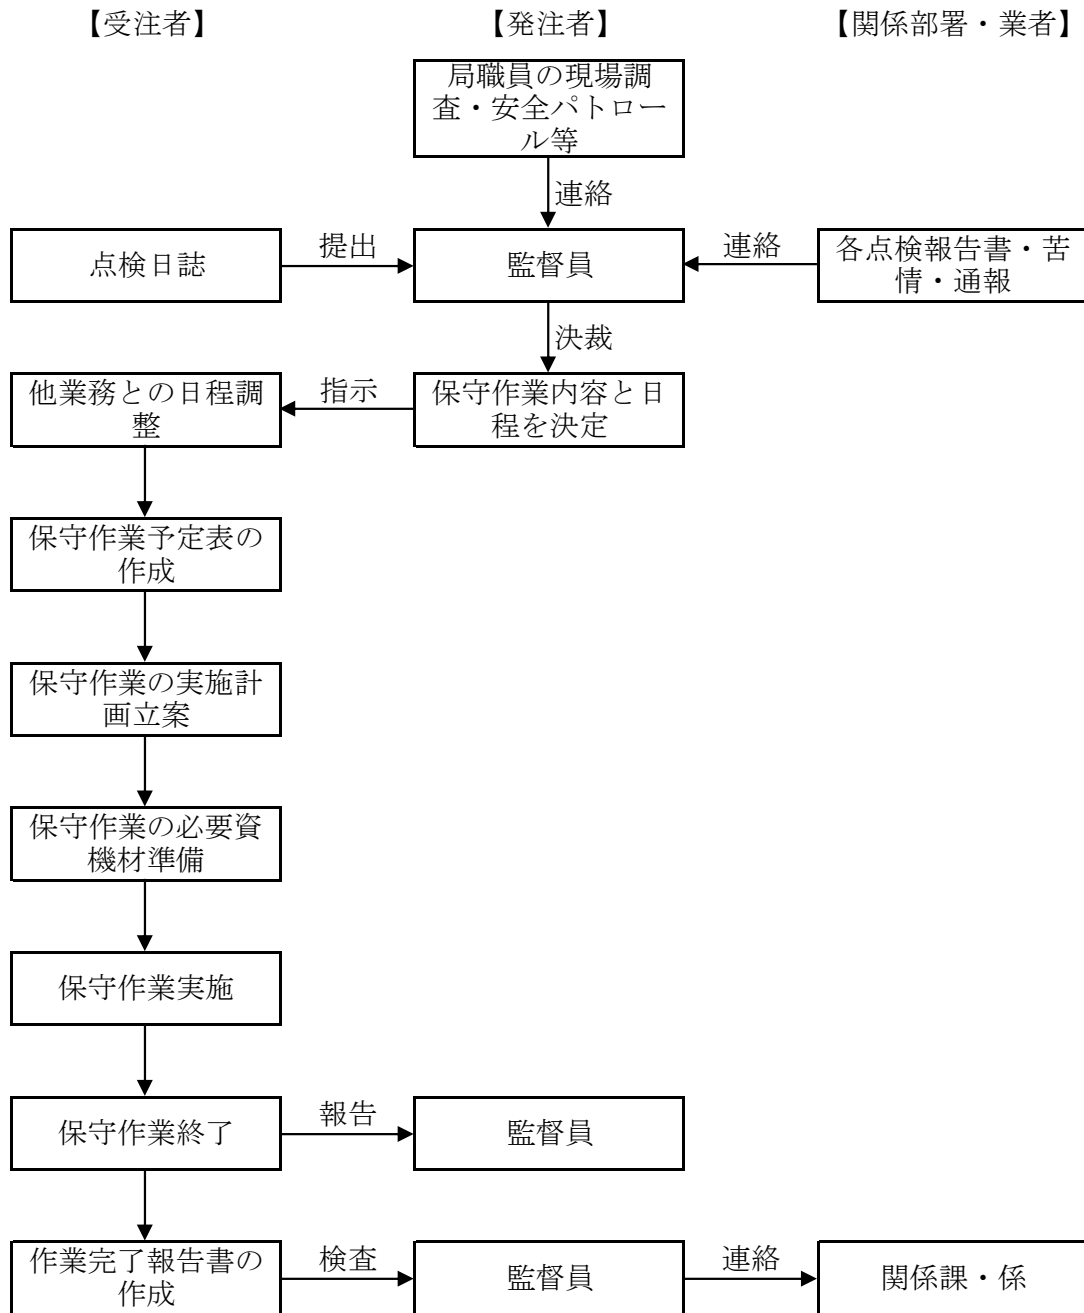 【受注者】
【発注者】
【関係部署・業者】
局職員の現場調
査・安全パトロー
ル等
連絡
点検日誌
提出
監督員
連絡
各点検報告書・苦
情・通報
決裁
他業務との日程調
整
指示
保守作業内容と日
程を決定
保守作業予定表の
作成
保守作業の実施計
画立案
保守作業の必要資
機材準備
保守作業実施
保守作業終了
報告
監督員
作業完了報告書の
作成
検査
監督員
連絡
関係課・係